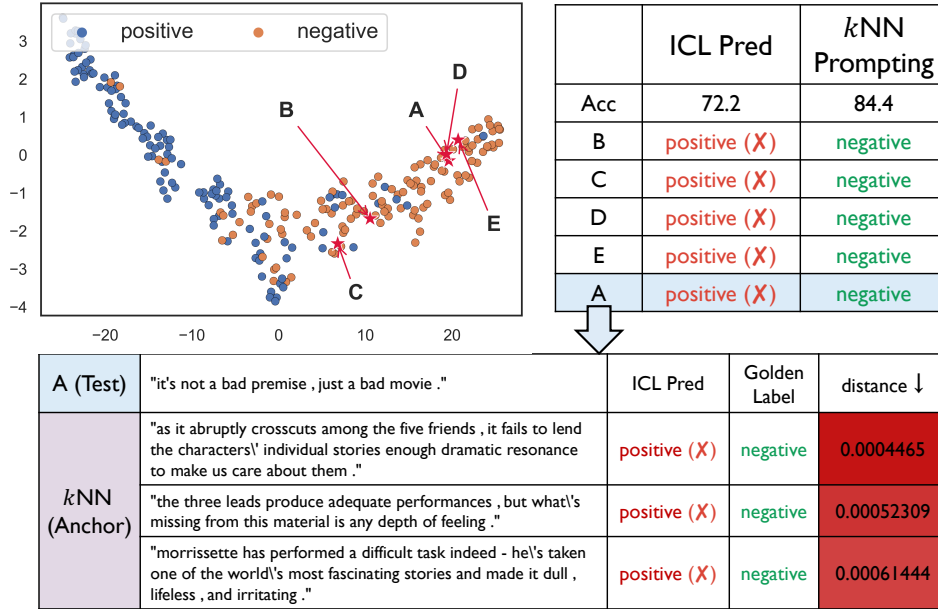 positive negative
3
2
1
0
−1
−2
−3
−4
−20 −10 0 10 20
A
B
C
D
E
ICL Pred kNN
Prompting
Acc 72.2 84.4
B positive (✗) negative
C positive (✗) negative
D positive (✗) negative
E positive (✗) negative
A positive (✗) negative
A (Test) "it's not a bad premise , just a bad movie ." ICL Pred Golden
Label distance ↓
kNN
(Anchor)
"as it abruptly crosscuts among the five friends , it fails to lend
the characters\' individual stories enough dramatic resonance
to make us care about them ."
positive (✗) negative 0.0004465
"the three leads produce adequate performances , but what\'s
missing from this material is any depth of feeling ."
positive (✗) negative 0.00052309
"morrissette has performed a difficult task indeed - he\'s taken
one of the world\'s most fascinating stories and made it dull ,
lifeless , and irritating ."
positive (✗) negative 0.00061444